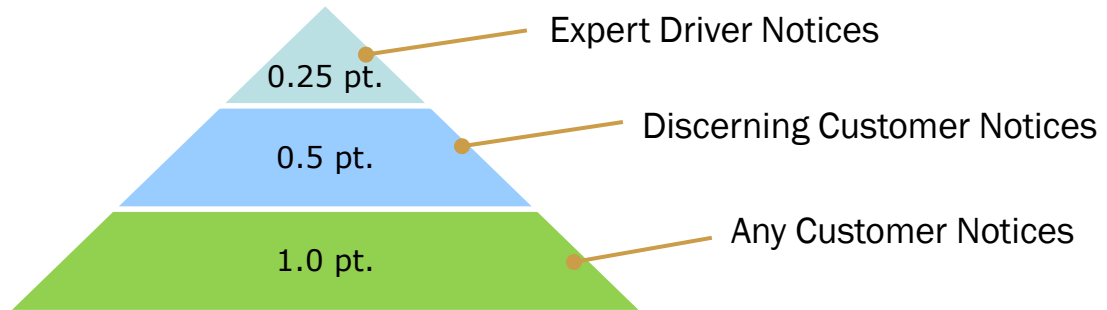 Expert Driver Notices
0.25 pt.
Discerning Customer Notices
0.5 pt.
Any Customer Notices
1.0 pt.